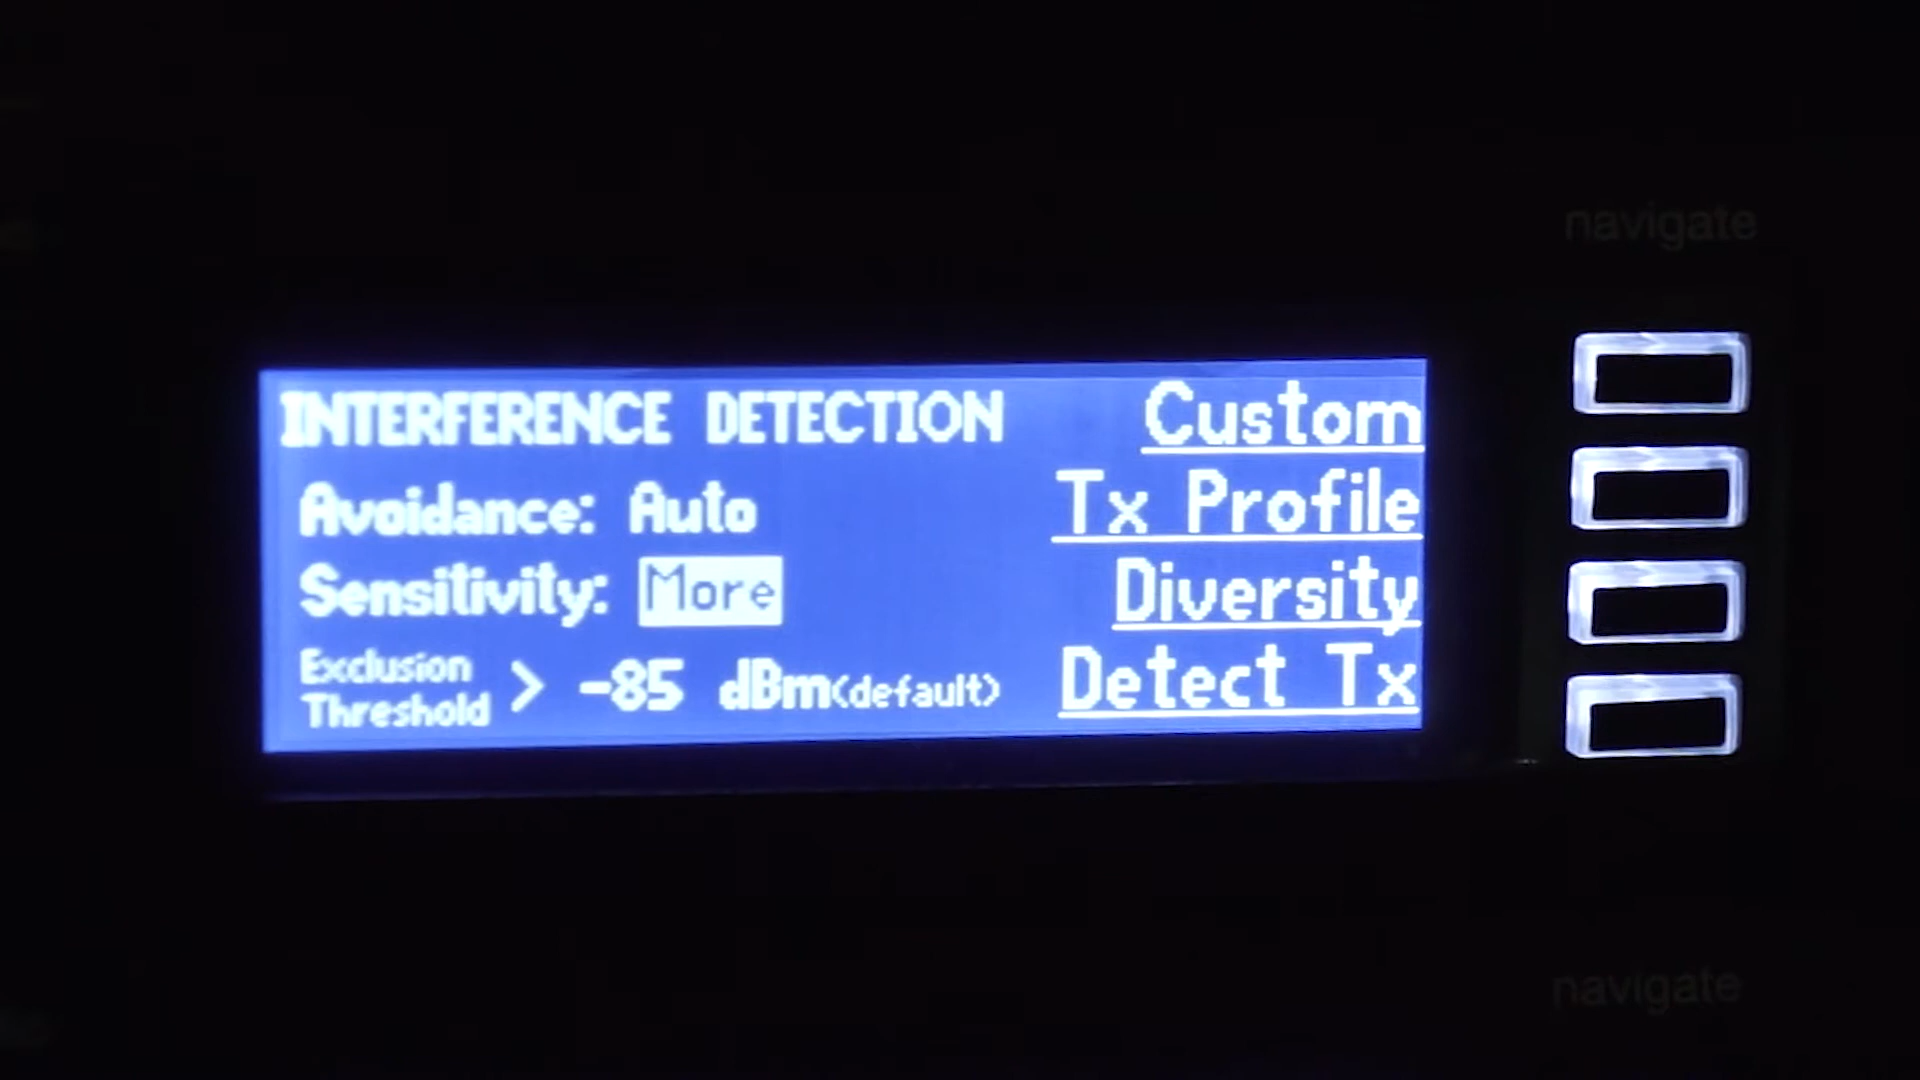 navigate
INTERFERENCE DETECTION Custom
Avoidance: Auto Tx Profile
Sensitivity: More Diversity
Exclusion Threshold > -85 dBm(default) Detect Tx
navigate